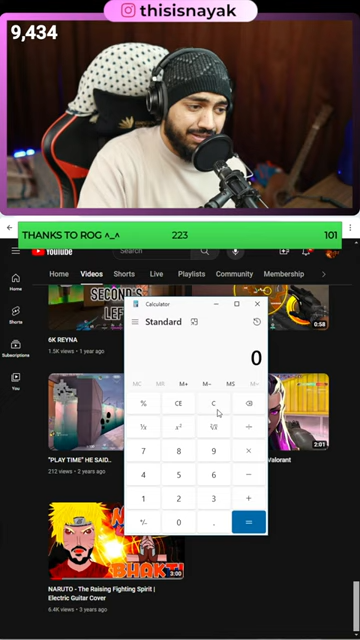 thisisnayak
9,434
THANKS TO ROG ^_^
223
101
YouTube
Search
Home
Videos
Shorts
Live
Playlists
Community
Membership
Home
Shorts
Subscriptions
You
SECOND'S
LEFT
0:58
6K REYNA
1.5K views • 1 year ago
Calculator
Standard
0
MC
MR
M+
M-
MS
M˅
%
CE
C
¹/x
x²
²√x
÷
7
8
9
×
4
5
6
−
1
2
3
+
+/-
0
.
=
2:01
"PLAY TIME" HE SAID..
212 views • 2 years ago
Valorant
BHAKTI
3:00
NARUTO - The Raising Fighting Spirit |
Electric Guitar Cover
6.4K views • 3 years ago